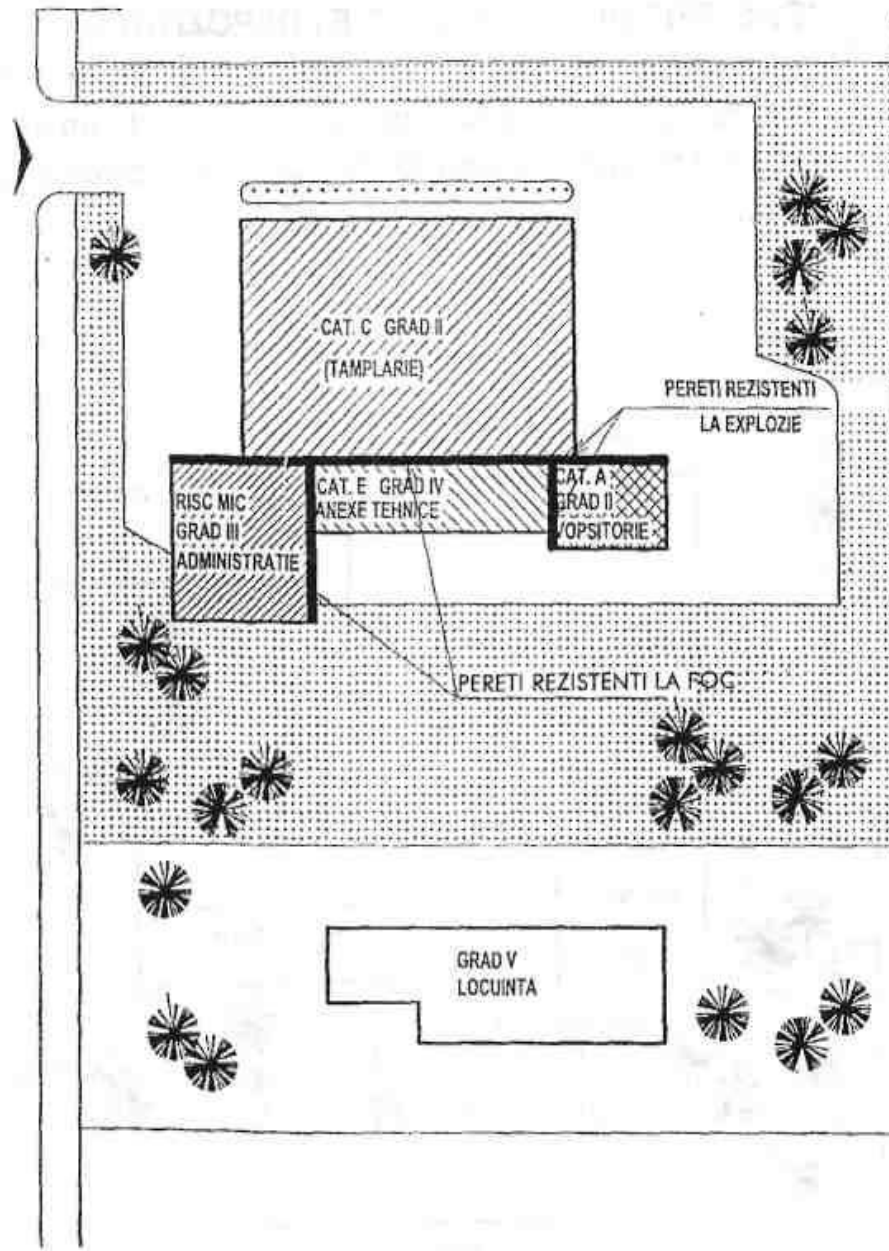 CAT. C GRAD II
(TAMPLARIE)
PERETI REZISTENTI
LA EXPLOZIE
RISC MIC
GRAD III
ADMINISTRATIE
CAT. E GRAD IV
ANEXE TEHNICE
CAT. A
GRAD II
VOPSITORIE
PERETI REZISTENTI LA FOC
GRAD V
LOCUINTA